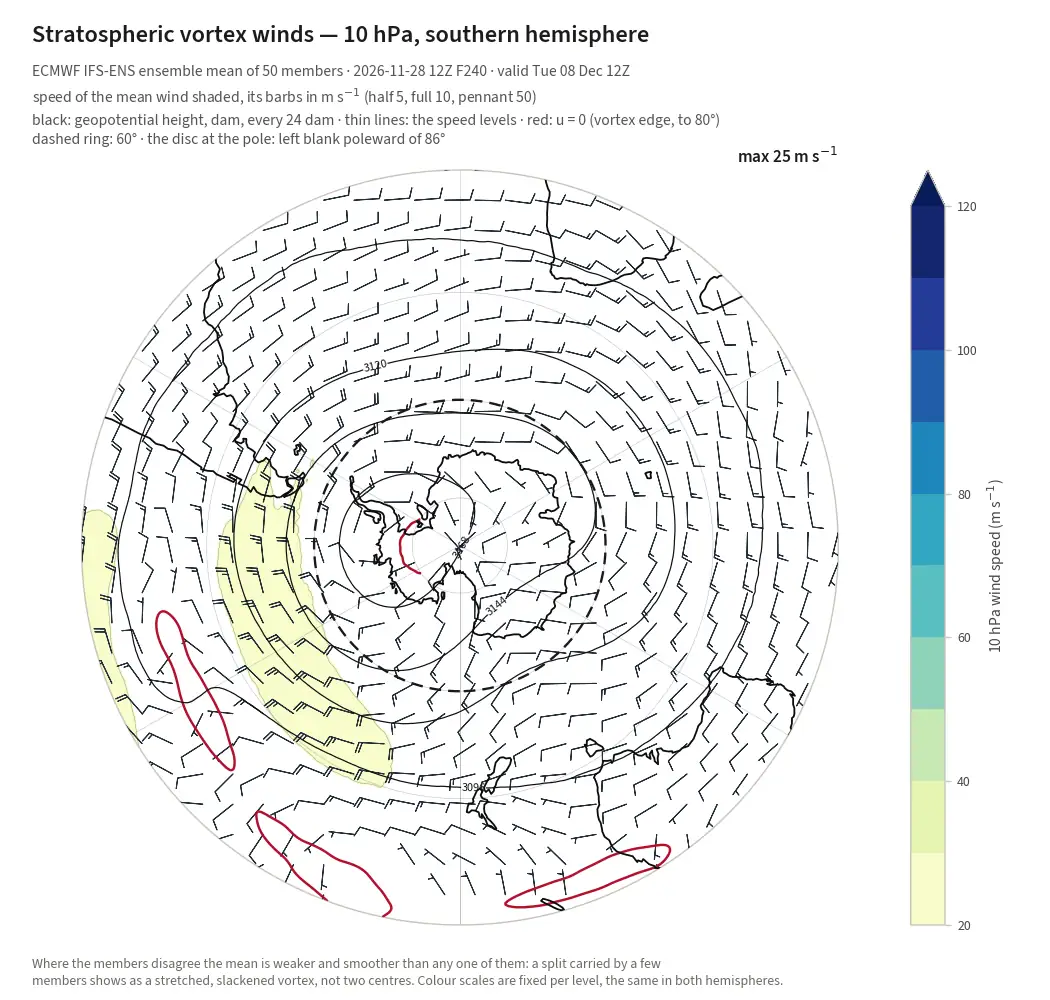 Stratospheric vortex winds — 10 hPa, southern hemisphere
ECMWF IFS-ENS ensemble mean of 50 members · 2026-11-28 12Z F240 · valid Tue 08 Dec 12Z
speed of the mean wind shaded, its barbs in m s⁻¹ (half 5, full 10, pennant 50)
black: geopotential height, dam, every 24 dam · thin lines: the speed levels · red: u = 0 (vortex edge, to 80°)
dashed ring: 60° · the disc at the pole: left blank poleward of 86°
max 25 m s⁻¹
120
100
80
60
40
20
10 hPa wind speed (m s⁻¹)
3120
3144
Where the members disagree the mean is weaker and smoother than any one of them: a split carried by a few
members shows as a stretched, slackened vortex, not two centres. Colour scales are fixed per level, the same in both hemispheres.